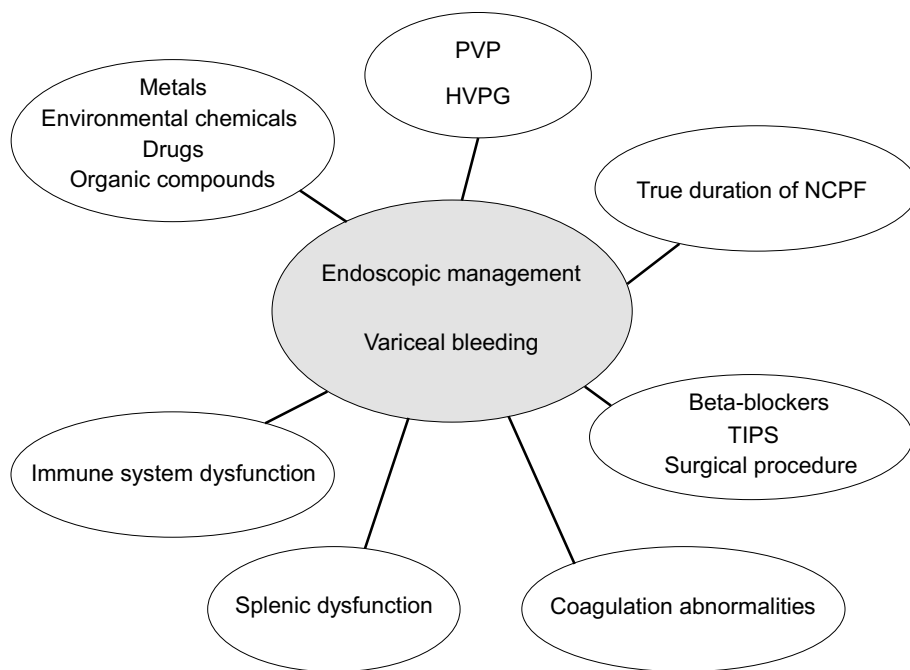 PVP
HVPG
Metals
Environmental chemicals
Drugs
Organic compounds
True duration of NCPF
Endoscopic management
Variceal bleeding
Beta-blockers
TIPS
Surgical procedure
Immune system dysfunction
Splenic dysfunction
Coagulation abnormalities